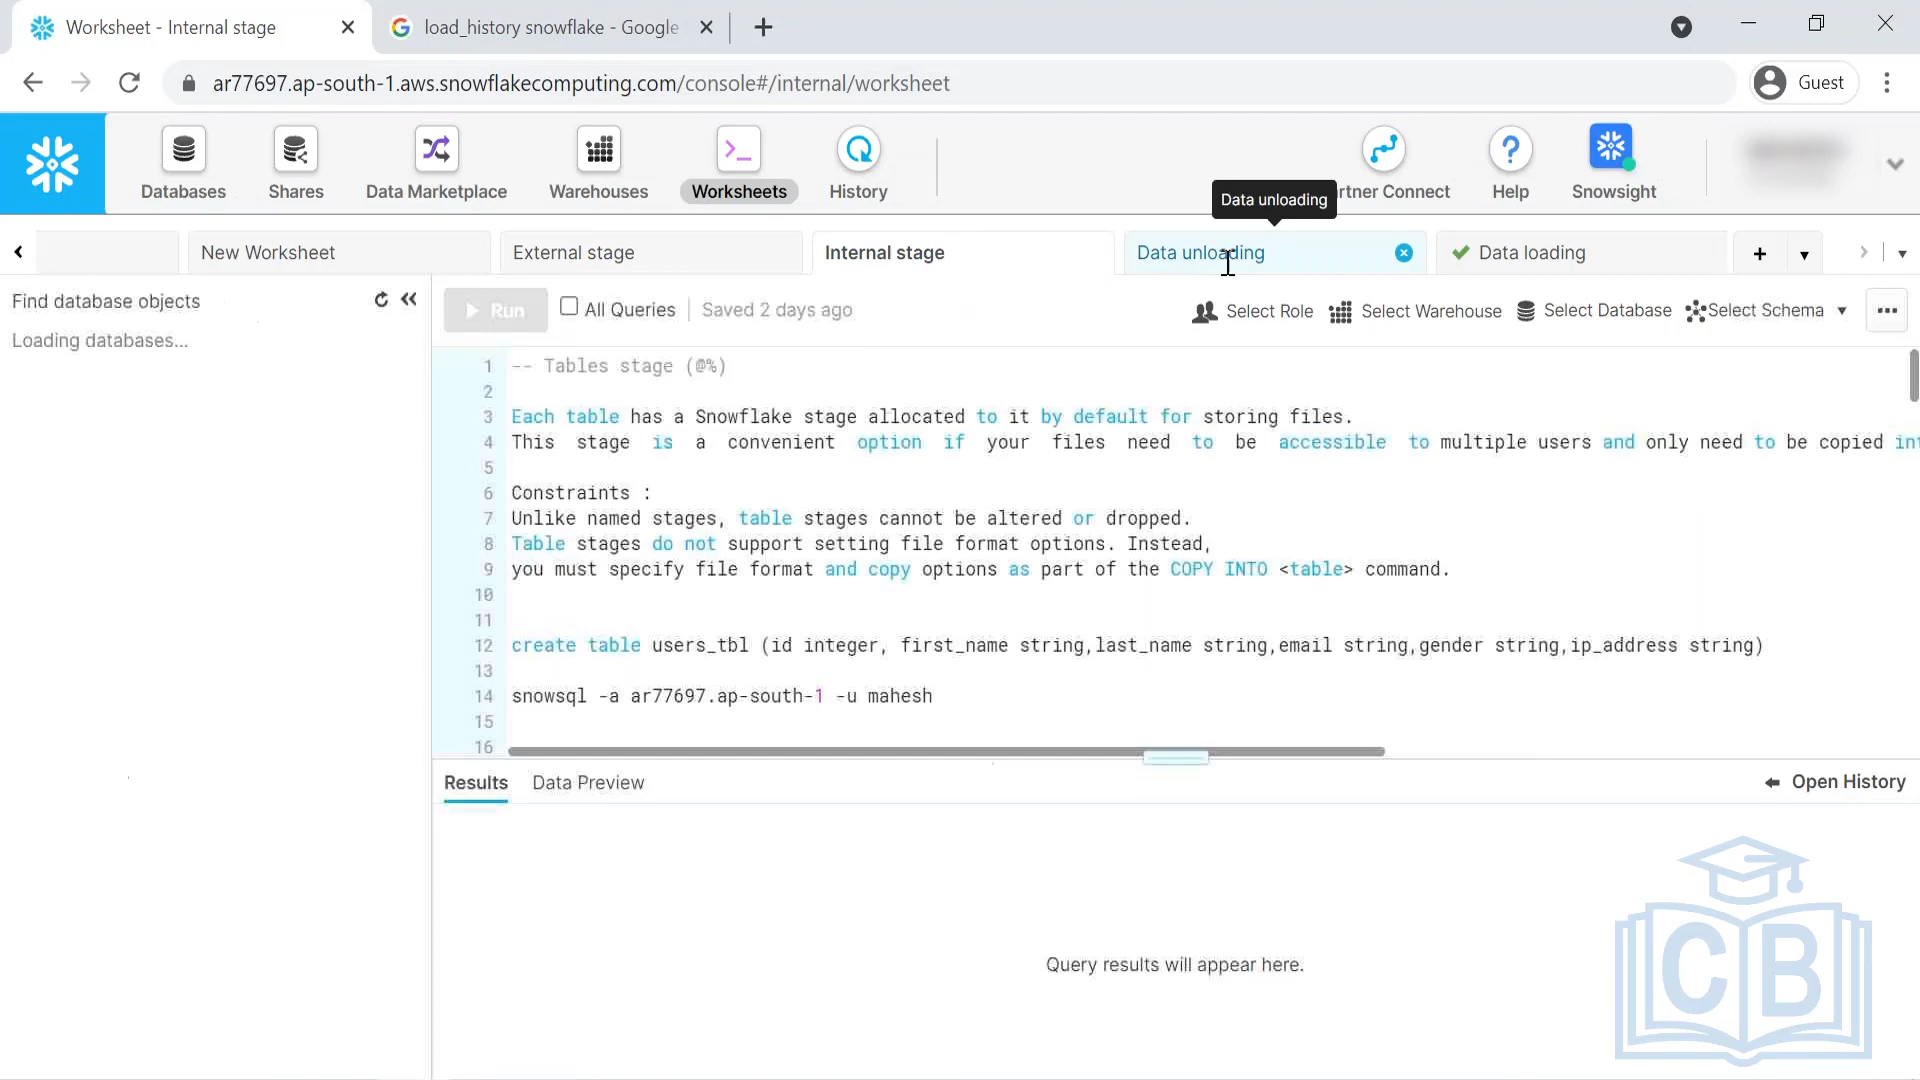 Worksheet - Internal stage
load_history snowflake - Google
ar77697.ap-south-1.aws.snowflakecomputing.com/console#/internal/worksheet
Guest
Databases
Shares
Data Marketplace
Warehouses
Worksheets
History
Data unloading
rtner Connect
Help
Snowsight
New Worksheet
External stage
Internal stage
Data unloading
Data loading
Find database objects
Loading databases...
Run
All Queries
Saved 2 days ago
Select Role
Select Warehouse
Select Database
Select Schema
1 -- Tables stage (@%)
2
3 Each table has a Snowflake stage allocated to it by default for storing files.
4 This stage is a convenient option if your files need to be accessible to multiple users and only need to be copied int
5
6 Constraints :
7 Unlike named stages, table stages cannot be altered or dropped.
8 Table stages do not support setting file format options. Instead,
9 you must specify file format and copy options as part of the COPY INTO <table> command.
10
11
12 create table users_tbl (id integer, first_name string,last_name string,email string,gender string,ip_address string)
13
14 snowsql -a ar77697.ap-south-1 -u mahesh
15
16
Results
Data Preview
Open History
Query results will appear here.
CB